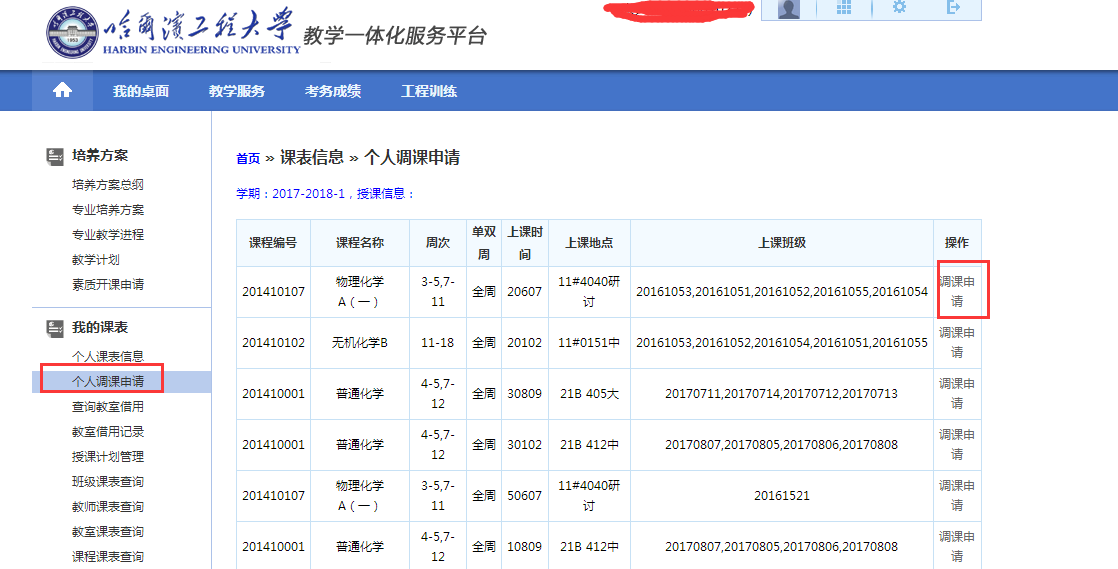 哈尔滨工程大学
HARBIN ENGINEERING UNIVERSITY
教学一体化服务平台
我的桌面 教学服务 考务成绩 工程训练
培养方案
培养方案总纲
专业培养方案
专业教学进程
教学计划
素质开课申请
我的课表
个人课表信息
个人调课申请
查询教室借用
教室借用记录
授课计划管理
班级课表查询
教师课表查询
教室课表查询
课程课表查询
首页 » 课表信息 » 个人调课申请
学期：2017-2018-1，授课信息：
课程编号 课程名称 周次 单双周 上课时间 上课地点 上课班级 操作
201410107 物理化学A（一） 3-5,7-11 全周 20607 11#4040研讨 20161053,20161051,20161052,20161055,20161054 调课申请
201410102 无机化学B 11-18 全周 20102 11#0151中 20161053,20161052,20161054,20161051,20161055 调课申请
201410001 普通化学 4-5,7-12 全周 30809 21B 405大 20170711,20170714,20170712,20170713 调课申请
201410001 普通化学 4-5,7-12 全周 30102 21B 412中 20170807,20170805,20170806,20170808 调课申请
201410107 物理化学A（一） 3-5,7-11 全周 50607 11#4040研讨 20161521 调课申请
201410001 普通化学 4-5,7-12 全周 10809 21B 412中 20170807,20170805,20170806,20170808 调课申请